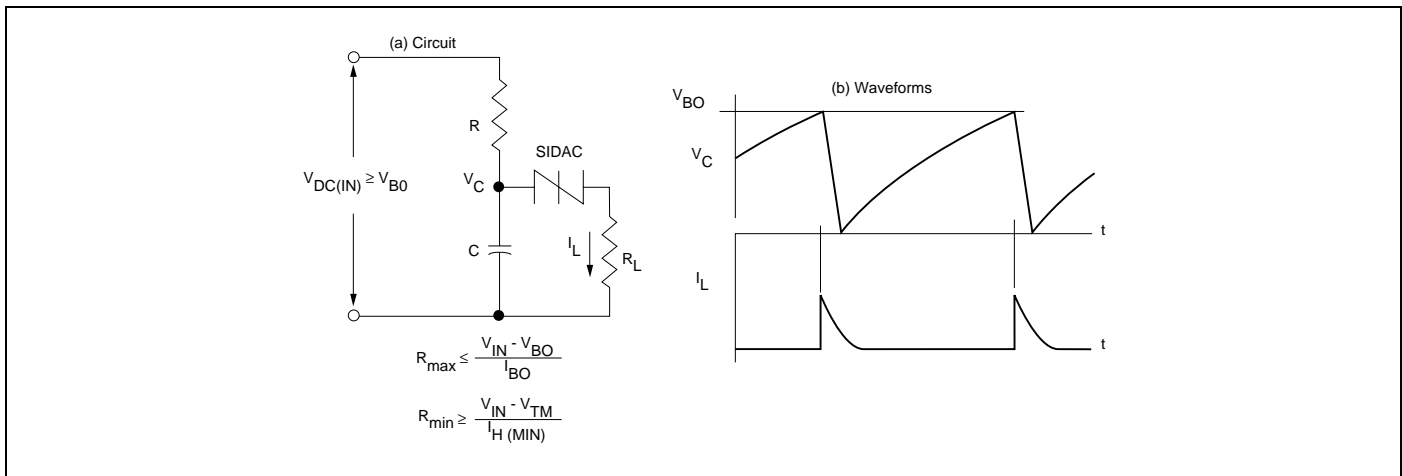 (a) Circuit
R
SIDAC
V_DC(IN) ≥ V_B0
V_C
C
I_L
R_L
R_max ≤ (V_IN - V_BO) / I_BO
R_min ≥ (V_IN - V_TM) / I_H (MIN)
(b) Waveforms
V_BO
V_C
t
I_L
t